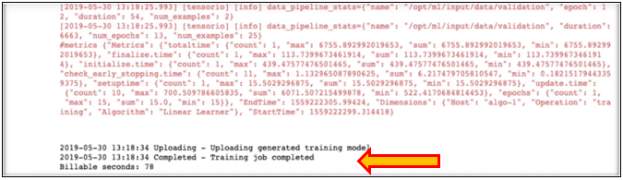 [2019-05-30 13:18:25.993] [tensorio] [info] data_pipeline_stats={"name": "/opt/ml/input/data/validation", "epoch": 1
2, "duration": 54, "num_examples": 2}
[2019-05-30 13:18:25.993] [tensorio] [info] data_pipeline_stats={"name": "/opt/ml/input/data/validation", "duration":
6663, "num_epochs": 13, "num_examples": 25}
#metrics {"Metrics": {"totaltime": {"count": 1, "max": 6755.892992019653, "sum": 6755.892992019653, "min": 6755.89299
2019653}, "finalize.time": {"count": 1, "max": 113.7399673461914, "sum": 113.7399673461914, "min": 113.739967346191
4}, "initialize.time": {"count": 1, "max": 439.47577476501465, "sum": 439.47577476501465, "min": 439.47577476501465},
"check_early_stopping.time": {"count": 11, "max": 1.132965087890625, "sum": 6.217479705810547, "min": 0.1821517944335
9375}, "setuptime": {"count": 1, "max": 15.5029296875, "sum": 15.5029296875, "min": 15.5029296875}, "update.time":
{"count": 10, "max": 700.509786605835, "sum": 6071.507215499878, "min": 522.4170684814453}, "epochs": {"count": 1,
"max": 15, "sum": 15.0, "min": 15}}, "EndTime": 1559222305.99424, "Dimensions": {"Host": "algo-1", "Operation": "tra
ining", "Algorithm": "Linear Learner"}, "StartTime": 1559222299.314418}
2019-05-30 13:18:34 Uploading - Uploading generated training model
2019-05-30 13:18:34 Completed - Training job completed
Billable seconds: 78